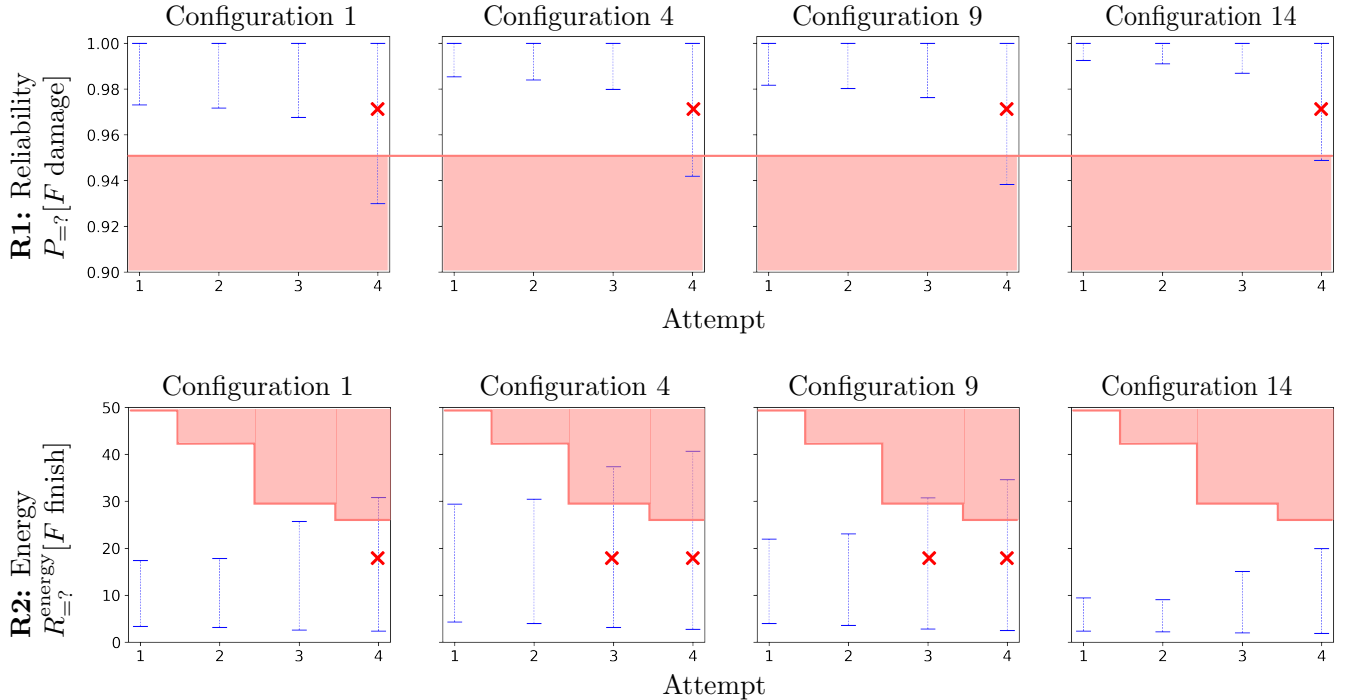 Configuration 1
Configuration 4
Configuration 9
Configuration 14
R1: Reliability
P=?[F damage]
1.00
0.98
0.96
0.94
0.92
0.90
1 2 3 4
1 2 3 4
1 2 3 4
1 2 3 4
Attempt
Configuration 1
Configuration 4
Configuration 9
Configuration 14
R2: Energy
R=?^energy[F finish]
50
40
30
20
10
0
1 2 3 4
1 2 3 4
1 2 3 4
1 2 3 4
Attempt